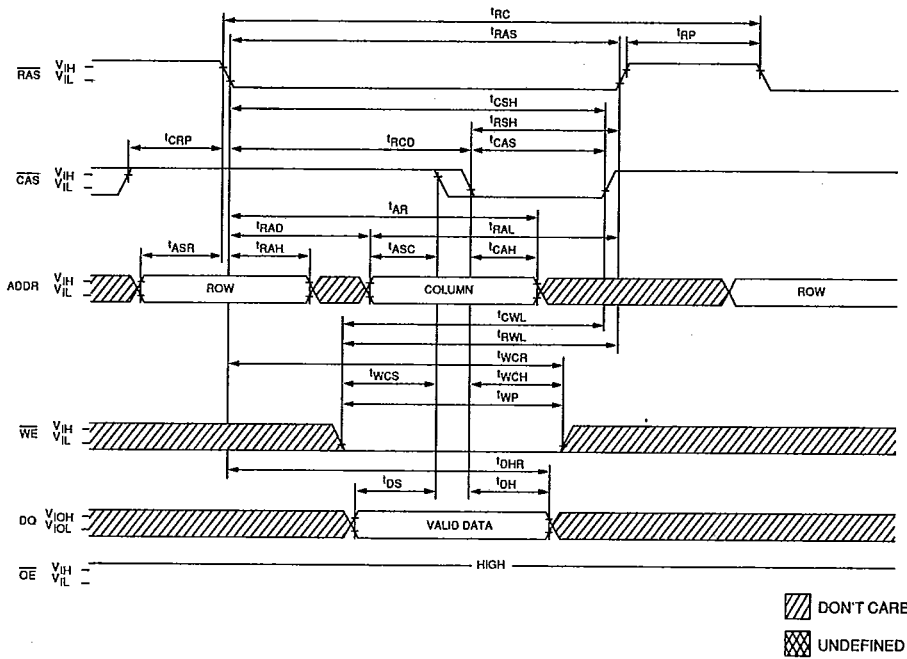 tRC
tRAS
tRP
RAS VIH
VIL
tCSH
tRSH
tCRP
tRCD
tCAS
CAS VIH
VIL
tAR
tRAD
tRAL
tASR
tRAH
tASC
tCAH
ADDR VIH
VIL
ROW
COLUMN
ROW
tCWL
tRWL
tWCR
tWCS
tWCH
tWP
WE VIH
VIL
tDHR
tDS
tDH
DQ VIOH
VIOL
VALID DATA
OE VIH
VIL
HIGH
DON'T CARE
UNDEFINED